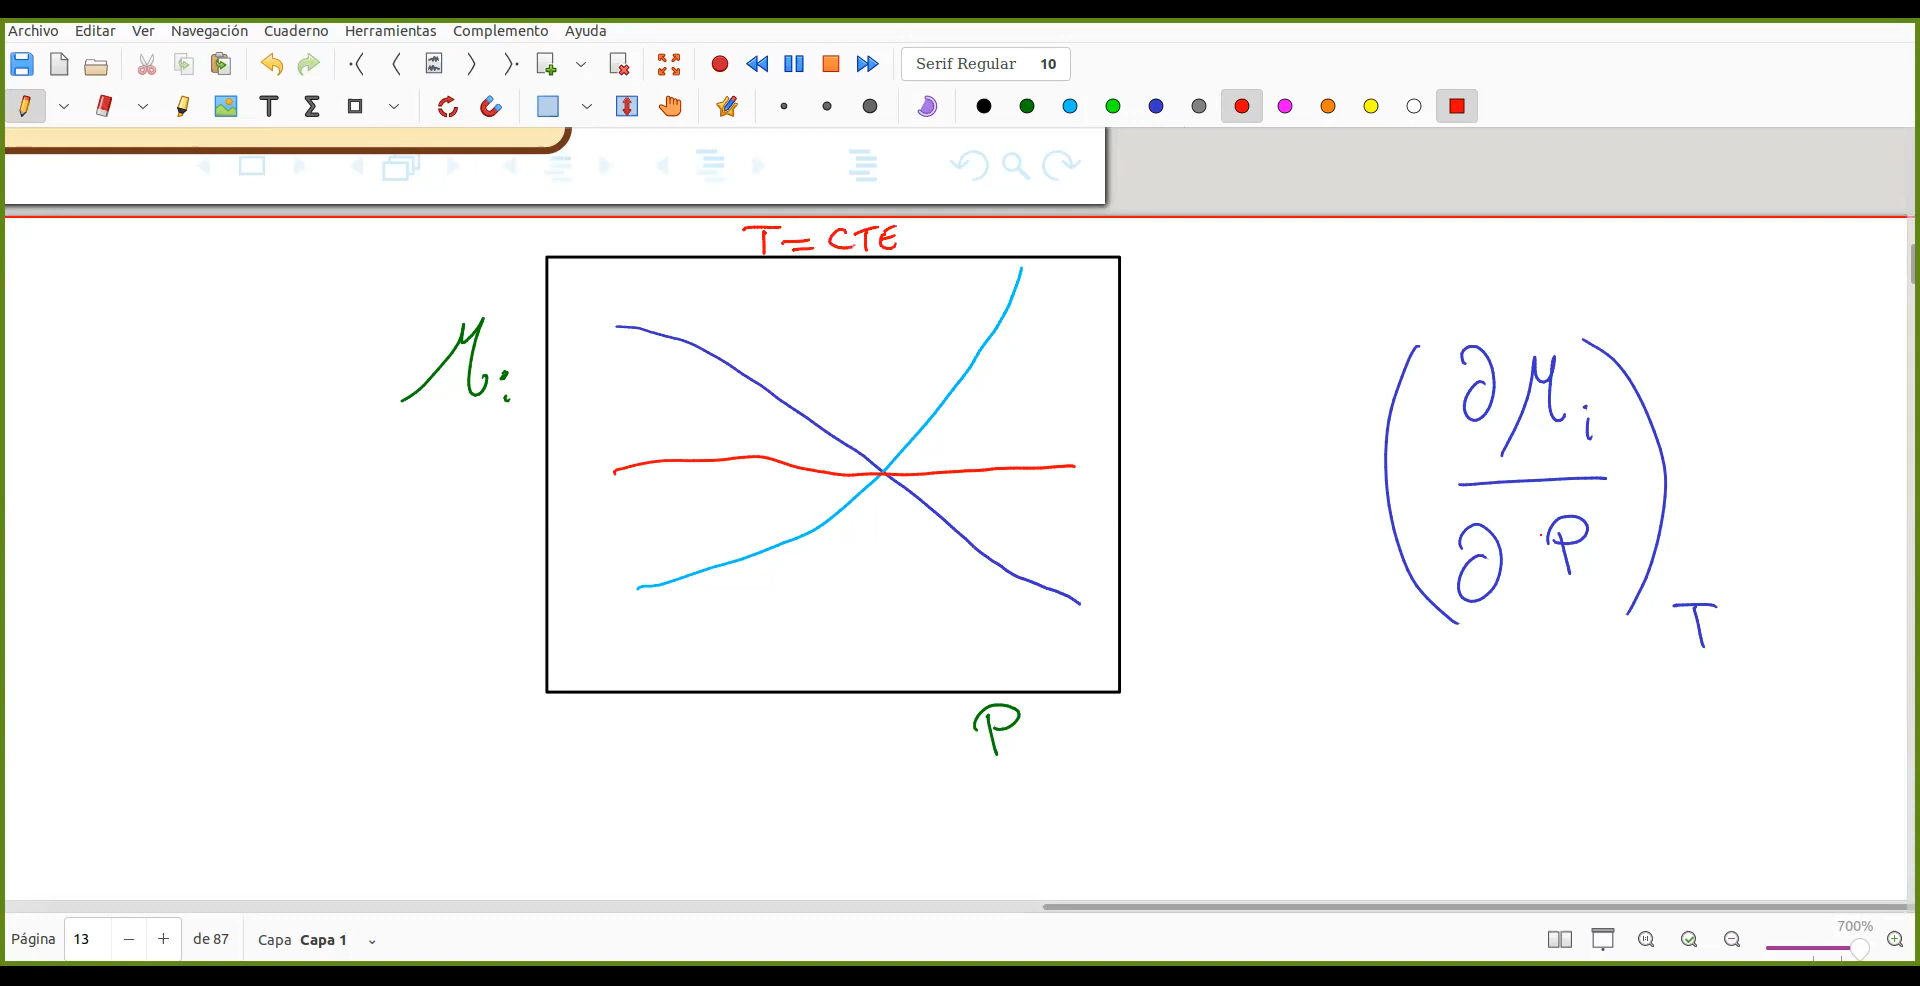 Archivo Editar Ver Navegación Cuaderno Herramientas Complemento Ayuda
Serif Regular 10
T = CTE
μi
P
(∂μi / ∂P)T
Página 13 de 87 Capa Capa 1
700%